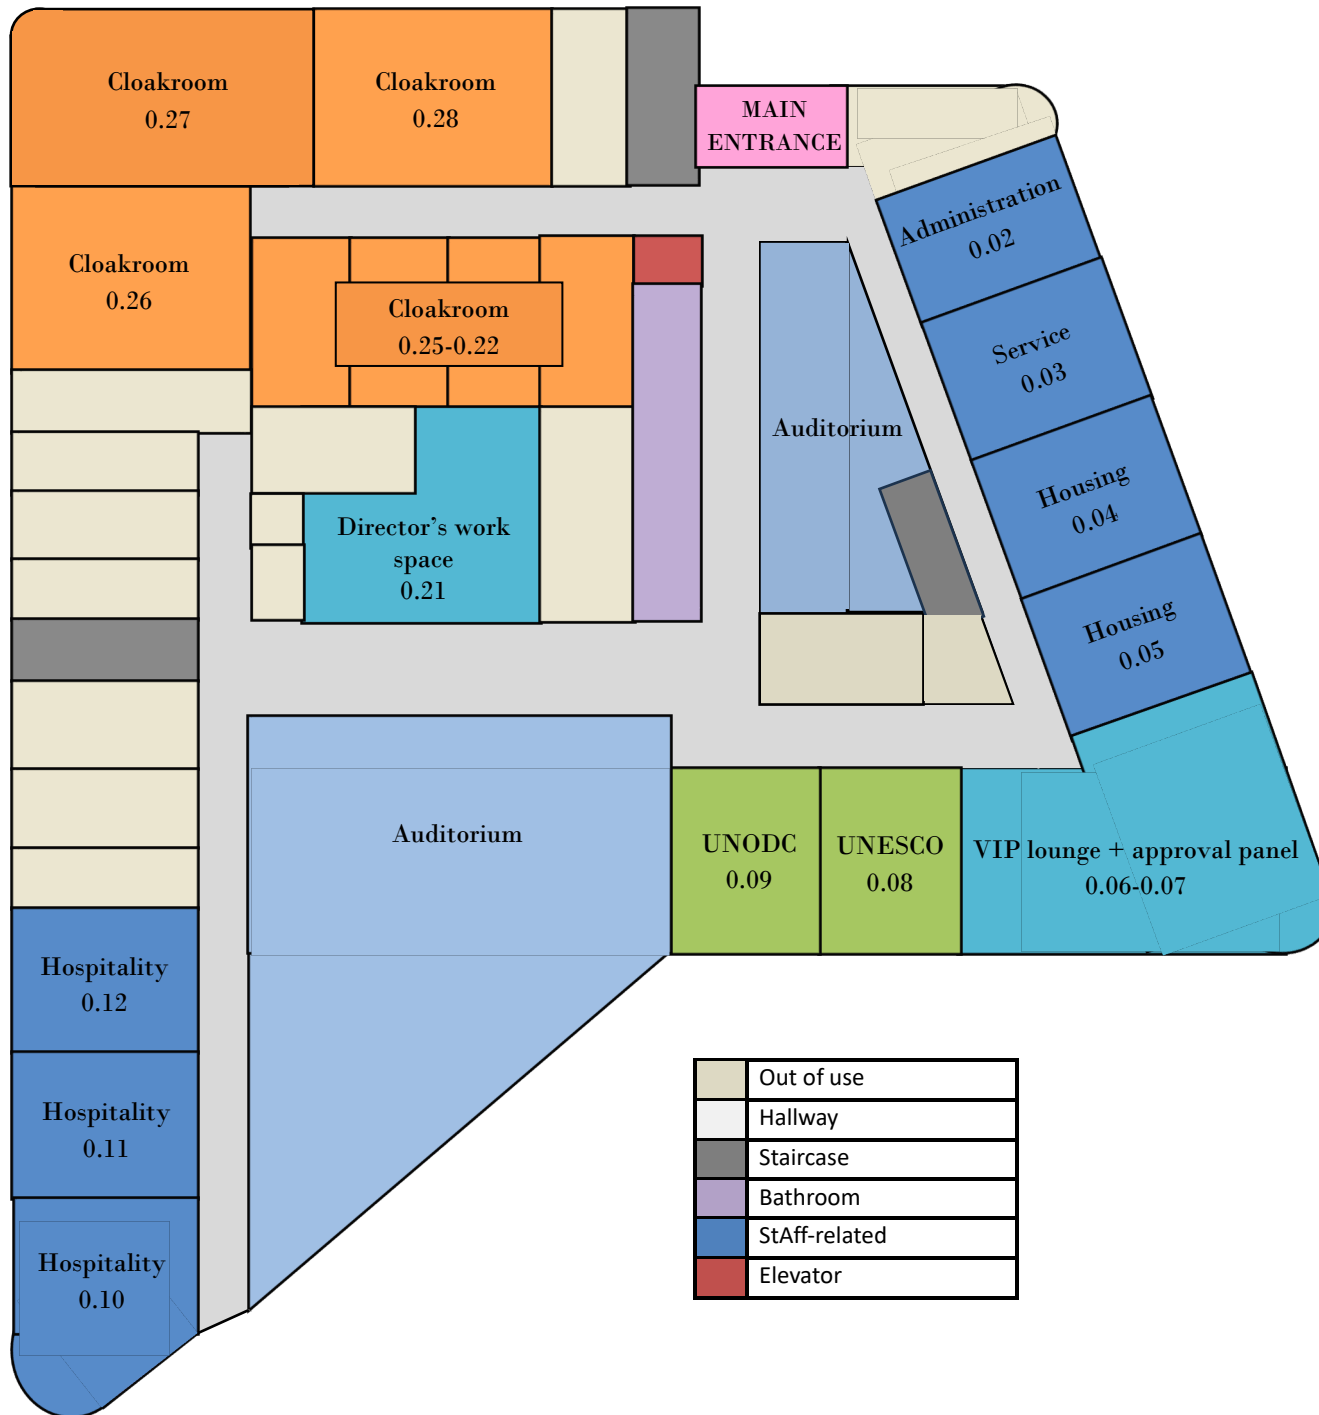 Cloakroom
0.27
Cloakroom
0.28
MAIN
ENTRANCE
Administration
0.02
Cloakroom
0.26
Cloakroom
0.25-0.22
Service
0.03
Auditorium
Housing
0.04
Director's work
space
0.21
Housing
0.05
Auditorium
UNODC
0.09
UNESCO
0.08
VIP lounge + approval panel
0.06-0.07
Hospitality
0.12
Hospitality
0.11
Hospitality
0.10
Out of use
Hallway
Staircase
Bathroom
StAff-related
Elevator